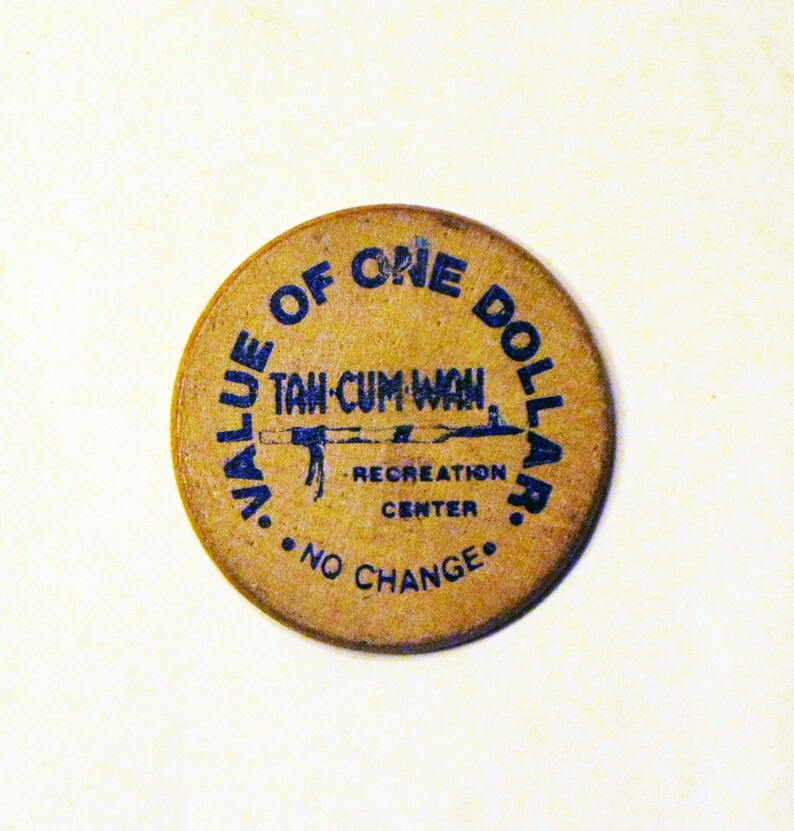 • VALUE OF ONE DOLLAR •
TAH·CUM·WAH
RECREATION
CENTER
• NO CHANGE •